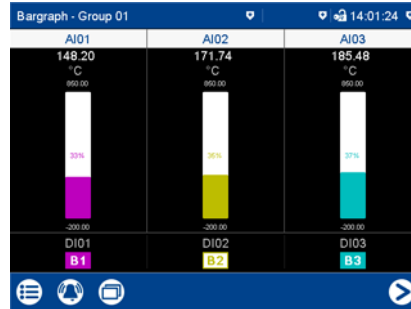 Bargraph - Group 01 14:01:24
AI01 AI02 AI03
148.20 171.74 185.48
°C °C °C
850.00 850.00 850.00
33% 35% 37%
-200.00 -200.00 -200.00
DI01 DI02 DI03
B1 B2 B3